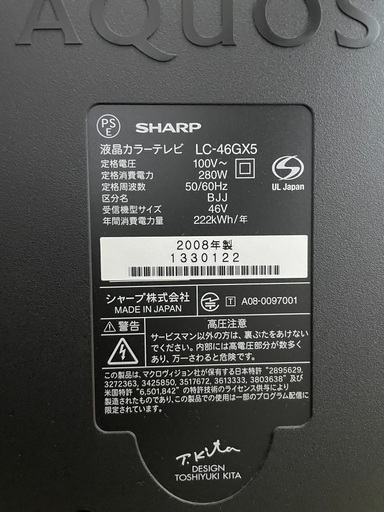 AQUOS
PS
E
SHARP
液晶カラーテレビ LC-46GX5
定格電圧 100V~
定格消費電力 280W
定格周波数 50/60Hz
区分名 BJJ
受信機型サイズ 46V
年間消費電力量 222kWh/年
UL Japan
2008年製
1330122
シャープ株式会社
MADE IN JAPAN
T A08-0097001
警告 高圧注意
サービスマン以外の方は、裏ぶたをあけない
でください。内部には高電圧部分が数多く
あり、万一さわると危険です。
この製品は、マクロヴィジョン社が保有する日本特許 "2895629,
3272363, 3425850, 3517672, 3613333, 3803638" 及び
米国特許 "6,501,842" の特許技術のライセンス供与により
製造されております。この製品での使用は一部のプログラム配信に
限定されています。
T.Kita
DESIGN
TOSHIYUKI KITA